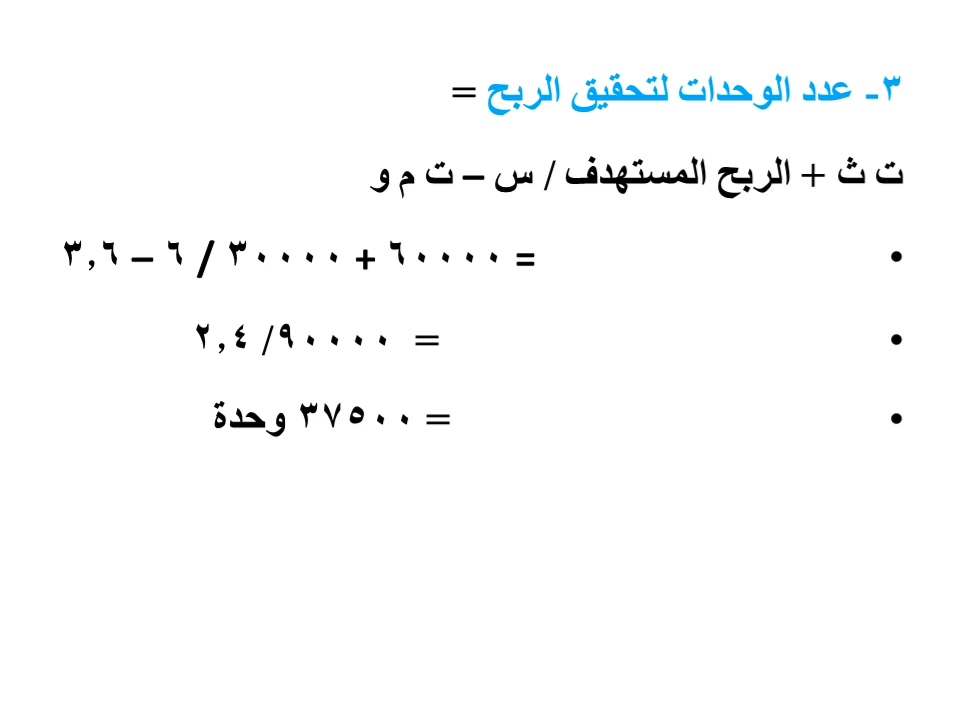 ٣- عدد الوحدات لتحقيق الربح =
ت ث + الربح المستهدف / س – ت م و
• = ٦٠٠٠٠ + ٣٠٠٠٠ / ٦ – ٣,٦
• = ٩٠٠٠٠/ ٢,٤
• = ٣٧٥٠٠ وحدة